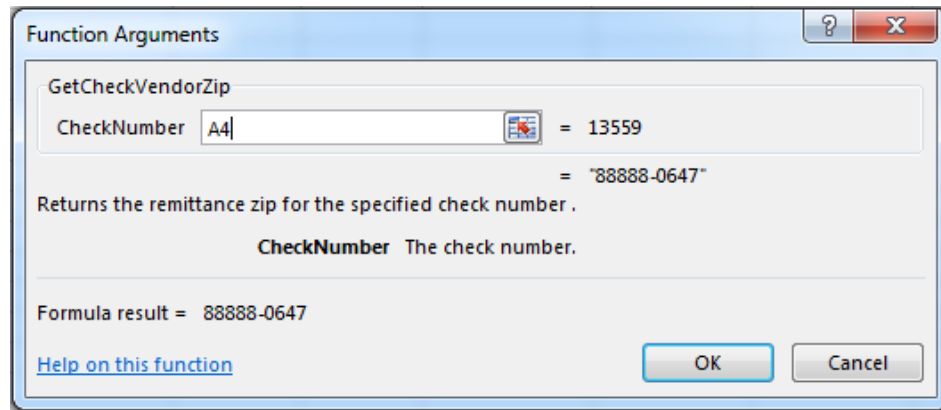 Function Arguments
?
X
GetCheckVendorZip
CheckNumber A4 = 13559
= "88888-0647"
Returns the remittance zip for the specified check number .
CheckNumber The check number.
Formula result = 88888-0647
Help on this function OK Cancel